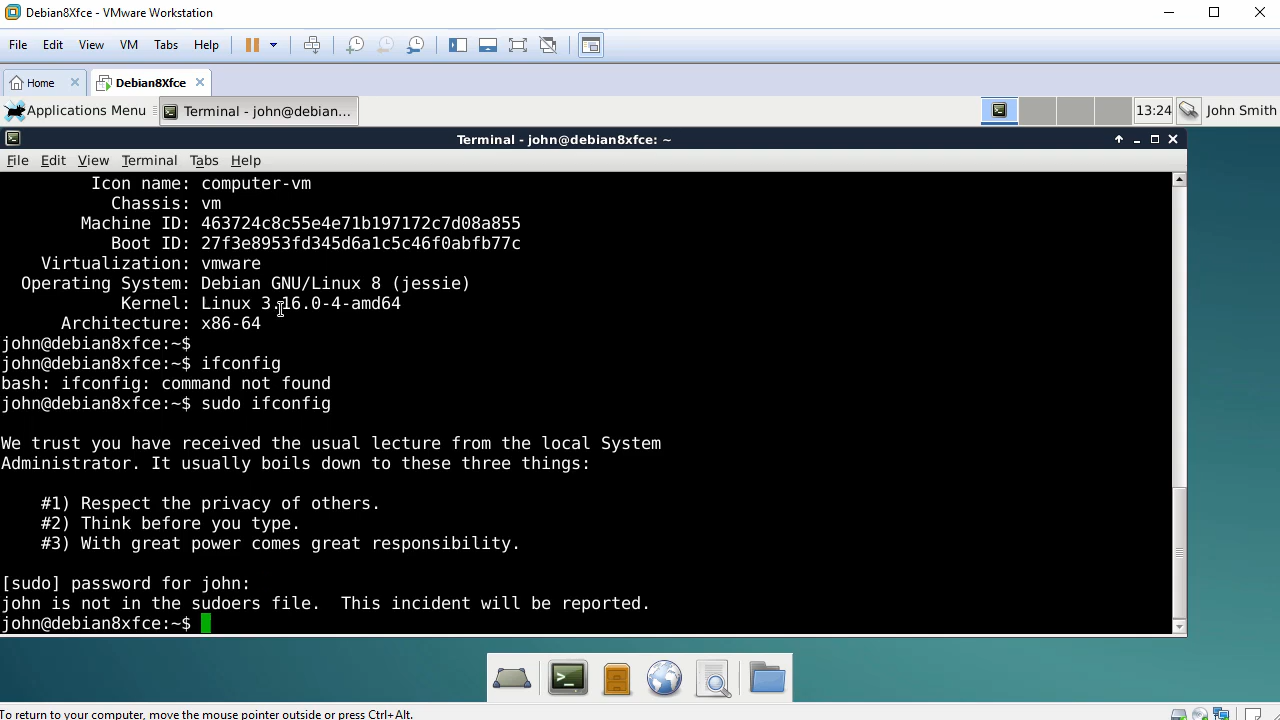 Debian8Xfce - VMware Workstation
File Edit View VM Tabs Help
Home Debian8Xfce
Applications Menu Terminal - john@debian... 13:24 John Smith
Terminal - john@debian8xfce: ~
File Edit View Terminal Tabs Help
Icon name: computer-vm
Chassis: vm
Machine ID: 463724c8c55e4e71b197172c7d08a855
Boot ID: 27f3e8953fd345d6a1c5c46f0abfb77c
Virtualization: vmware
Operating System: Debian GNU/Linux 8 (jessie)
Kernel: Linux 3.16.0-4-amd64
Architecture: x86-64
john@debian8xfce:~$
john@debian8xfce:~$ ifconfig
bash: ifconfig: command not found
john@debian8xfce:~$ sudo ifconfig
We trust you have received the usual lecture from the local System
Administrator. It usually boils down to these three things:
#1) Respect the privacy of others.
#2) Think before you type.
#3) With great power comes great responsibility.
[sudo] password for john:
john is not in the sudoers file.  This incident will be reported.
john@debian8xfce:~$
To return to your computer, move the mouse pointer outside or press Ctrl+Alt.